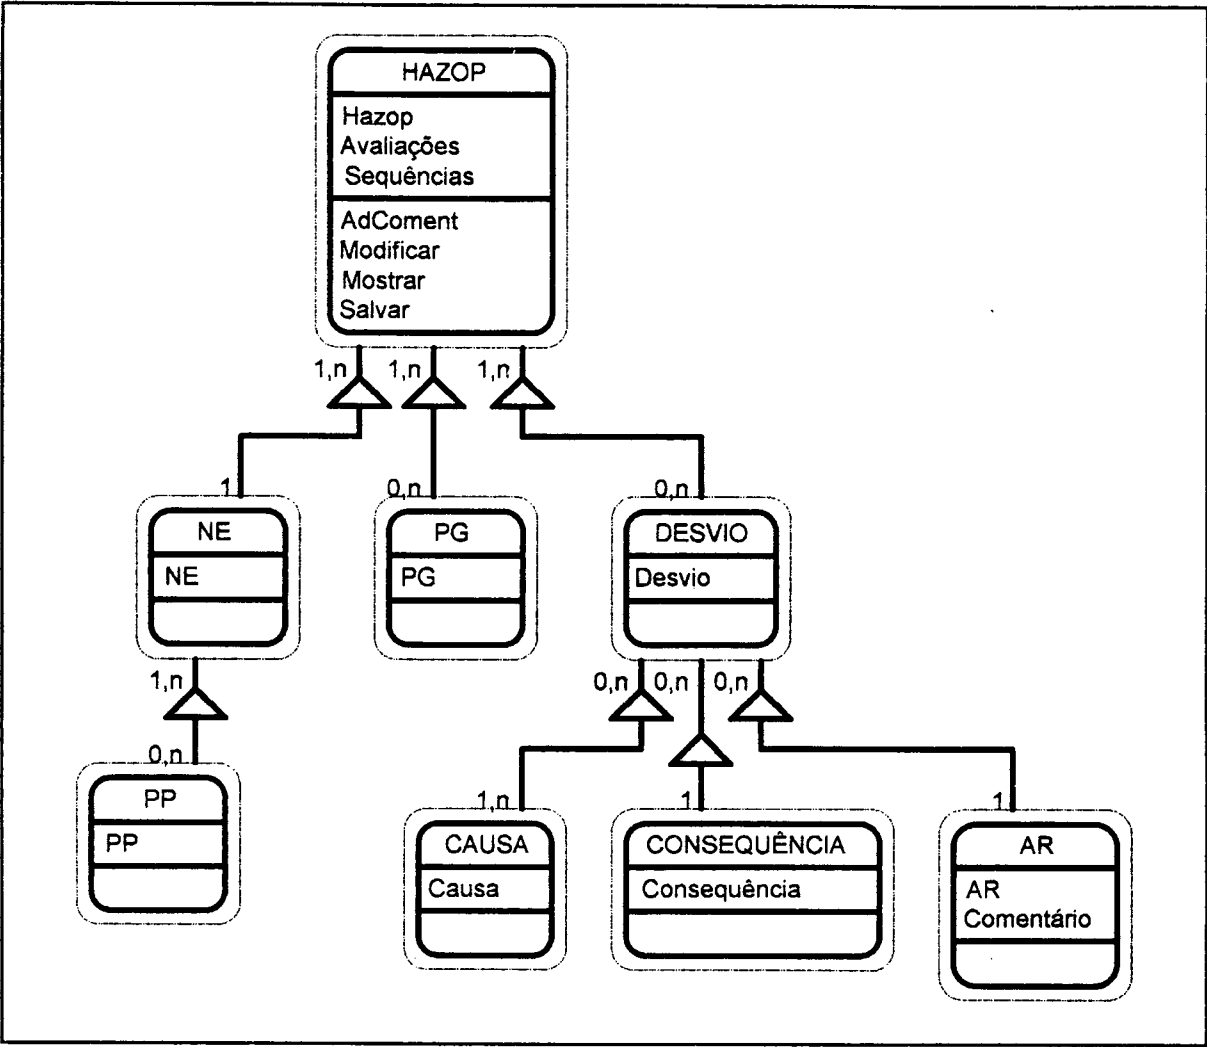 HAZOP
Hazop
Avaliações
Sequências
AdComent
Modificar
Mostrar
Salvar
1,n 1,n 1,n
1 0,n 0,n
NE PG DESVIO
NE PG Desvio
1,n 0,n 0,n 0,n
0,n
PP
PP
1,n 1 1
CAUSA CONSEQUÊNCIA AR
Causa Consequência AR
Comentário